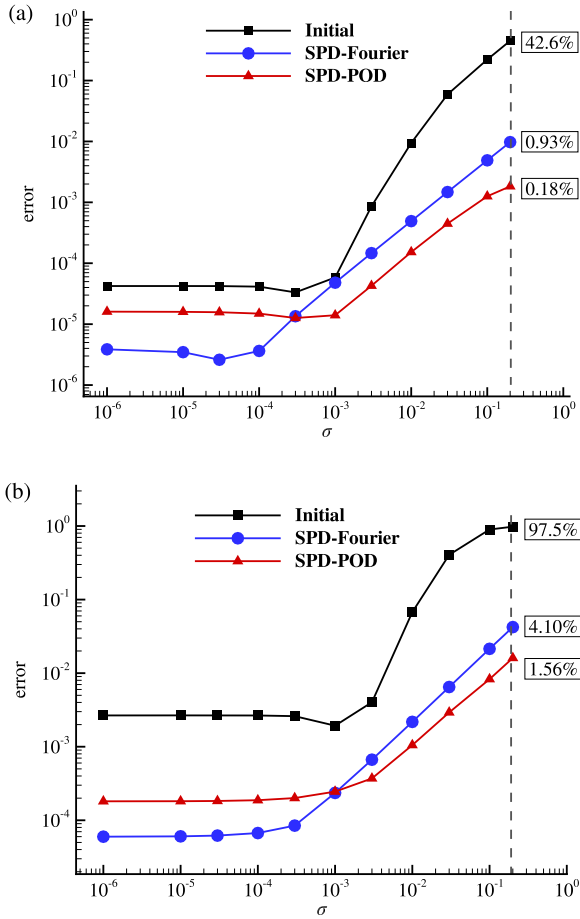 (a)
Initial
SPD-Fourier
SPD-POD
10^0
10^-1
10^-2
10^-3
10^-4
10^-5
10^-6
error
42.6%
0.93%
0.18%
10^-6 10^-5 10^-4 10^-3 10^-2 10^-1 10^0
σ
(b)
Initial
SPD-Fourier
SPD-POD
10^0
10^-1
10^-2
10^-3
10^-4
error
97.5%
4.10%
1.56%
10^-6 10^-5 10^-4 10^-3 10^-2 10^-1 10^0
σ